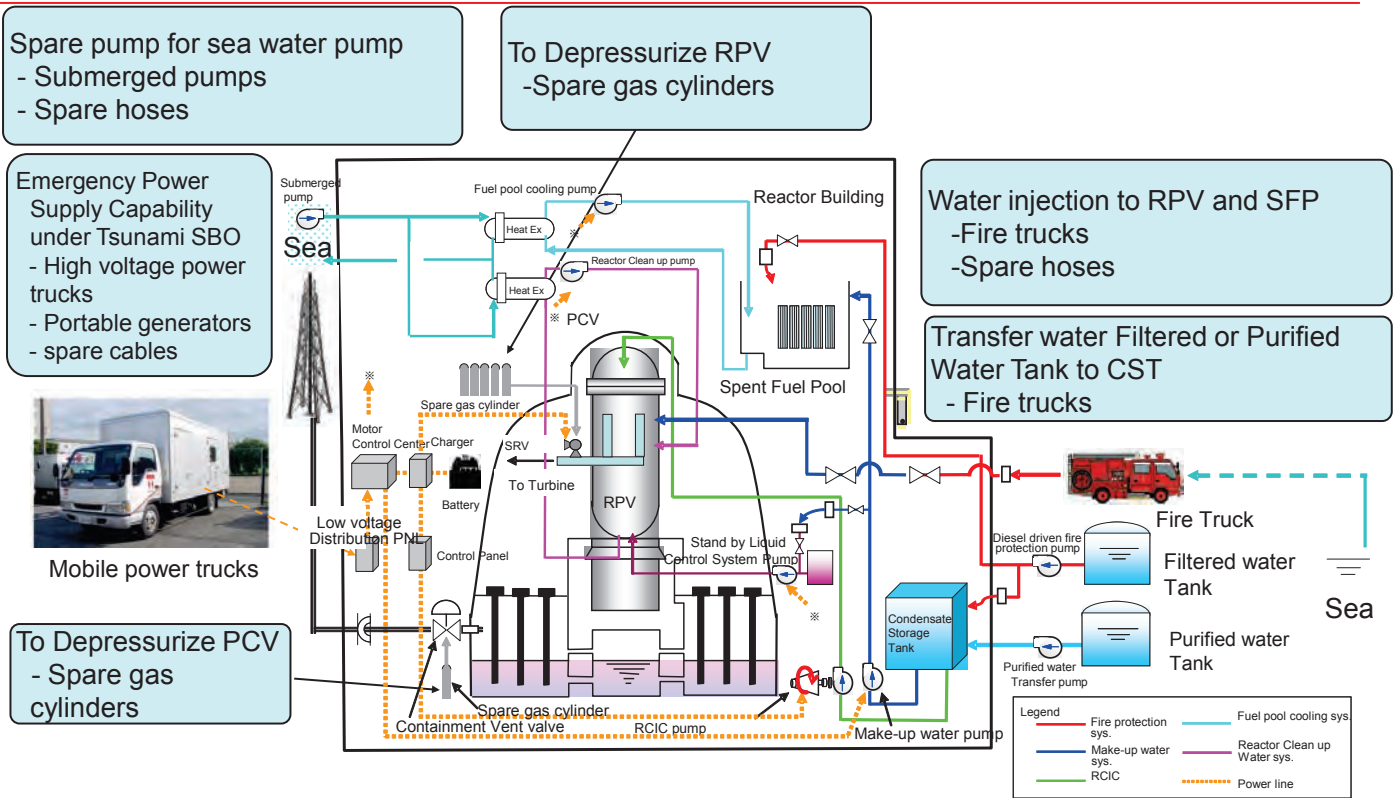 Spare pump for sea water pump
- Submerged pumps
- Spare hoses
To Depressurize RPV
-Spare gas cylinders
Emergency Power
Supply Capability
under Tsunami SBO
- High voltage power
trucks
- Portable generators
- spare cables
Water injection to RPV and SFP
-Fire trucks
-Spare hoses
Transfer water Filtered or Purified
Water Tank to CST
- Fire trucks
To Depressurize PCV
- Spare gas
cylinders
Mobile power trucks
Submerged
pump
Sea
Fuel pool cooling pump
※
Heat Ex
Reactor Building
Reactor Clean up pump
Heat Ex
※ PCV
Spent Fuel Pool
Spare gas cylinder
※
Motor
Control Center
Charger
SRV
To Turbine
Battery
RPV
Low voltage
Distribution PNL
Control Panel
Stand by Liquid
Control System Pump
※
Fire Truck
Diesel driven fire
protection pump
Filtered water
Tank
Sea
Condensate
Storage
Tank
Purified water
Tank
Purified water
Transfer pump
Spare gas cylinder
Containment Vent valve
RCIC pump
Make-up water pump
Legend
Fire protection
sys.
Fuel pool cooling sys.
Make-up water
sys.
Reactor Clean up
Water sys.
RCIC
Power line